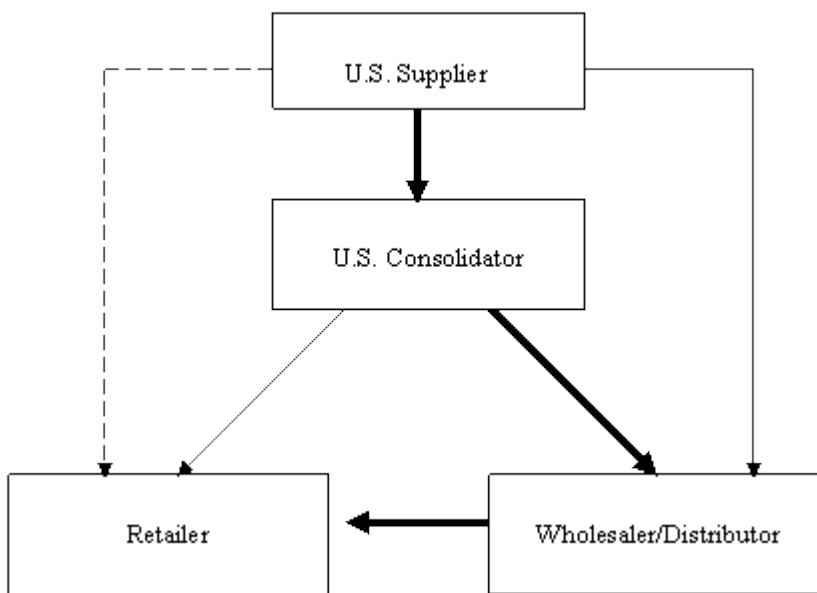 U.S. Supplier
U.S. Consolidator
Retailer
Wholesaler/Distributor